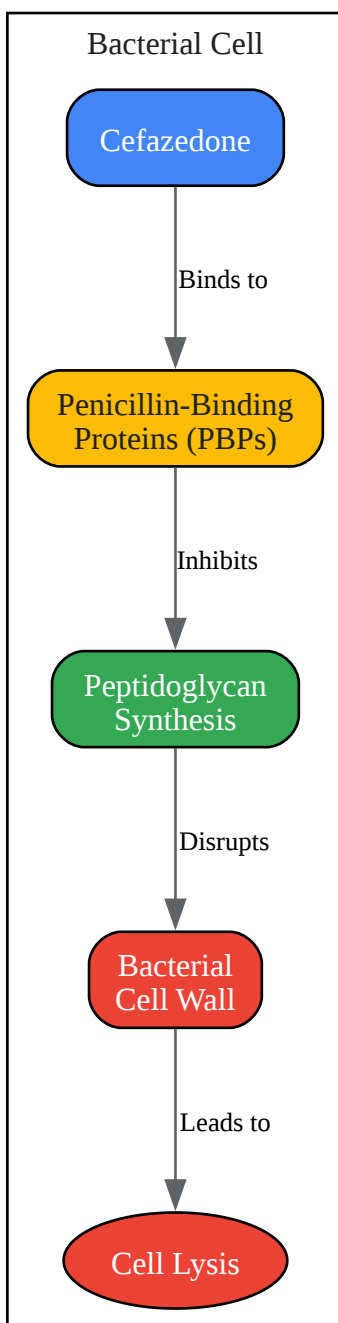 Bacterial Cell
Cefazedone
Binds to
Penicillin-Binding
Proteins (PBPs)
Inhibits
Peptidoglycan
Synthesis
Disrupts
Bacterial
Cell Wall
Leads to
Cell Lysis